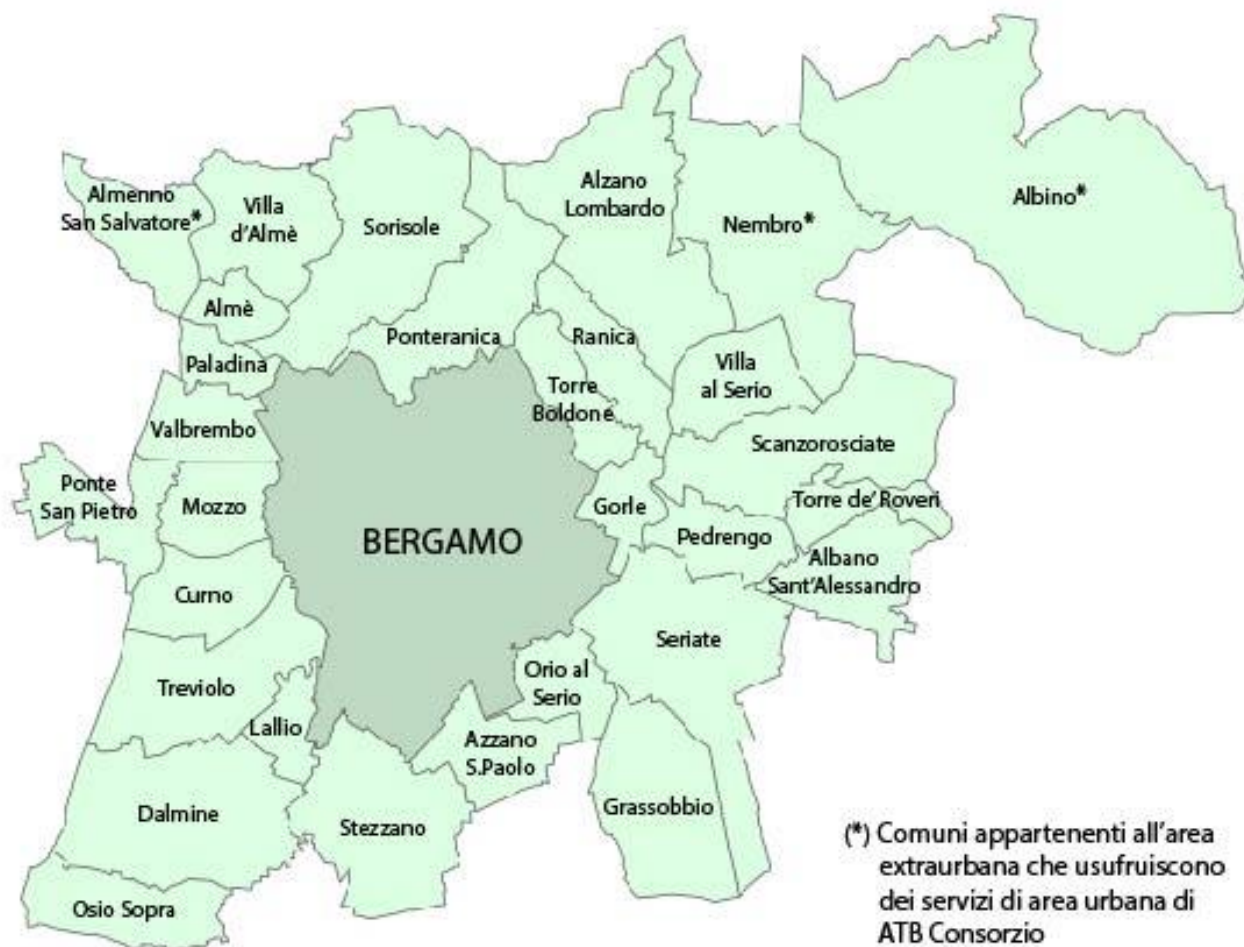 Almenno
San Salvatore*
Villa
d'Almè
Sorisole
Alzano
Lombardo
Nembro*
Albino*
Almè
Paladina
Ponteranica
Ranica
Torre
Boldone
Villa
al Serio
Valbrembo
Scanzorosciate
Ponte
San Pietro
Mozzo
BERGAMO
Gorle
Torre de' Roveri
Pedrengo
Albano
Sant'Alessandro
Curno
Seriate
Treviolo
Orio al
Serio
Lallio
Azzano
S.Paolo
Dalmine
Stezzano
Grassobbio
Osio Sopra
(*) Comuni appartenenti all'area
extraurbana che usufruiscono
dei servizi di area urbana di
ATB Consorzio